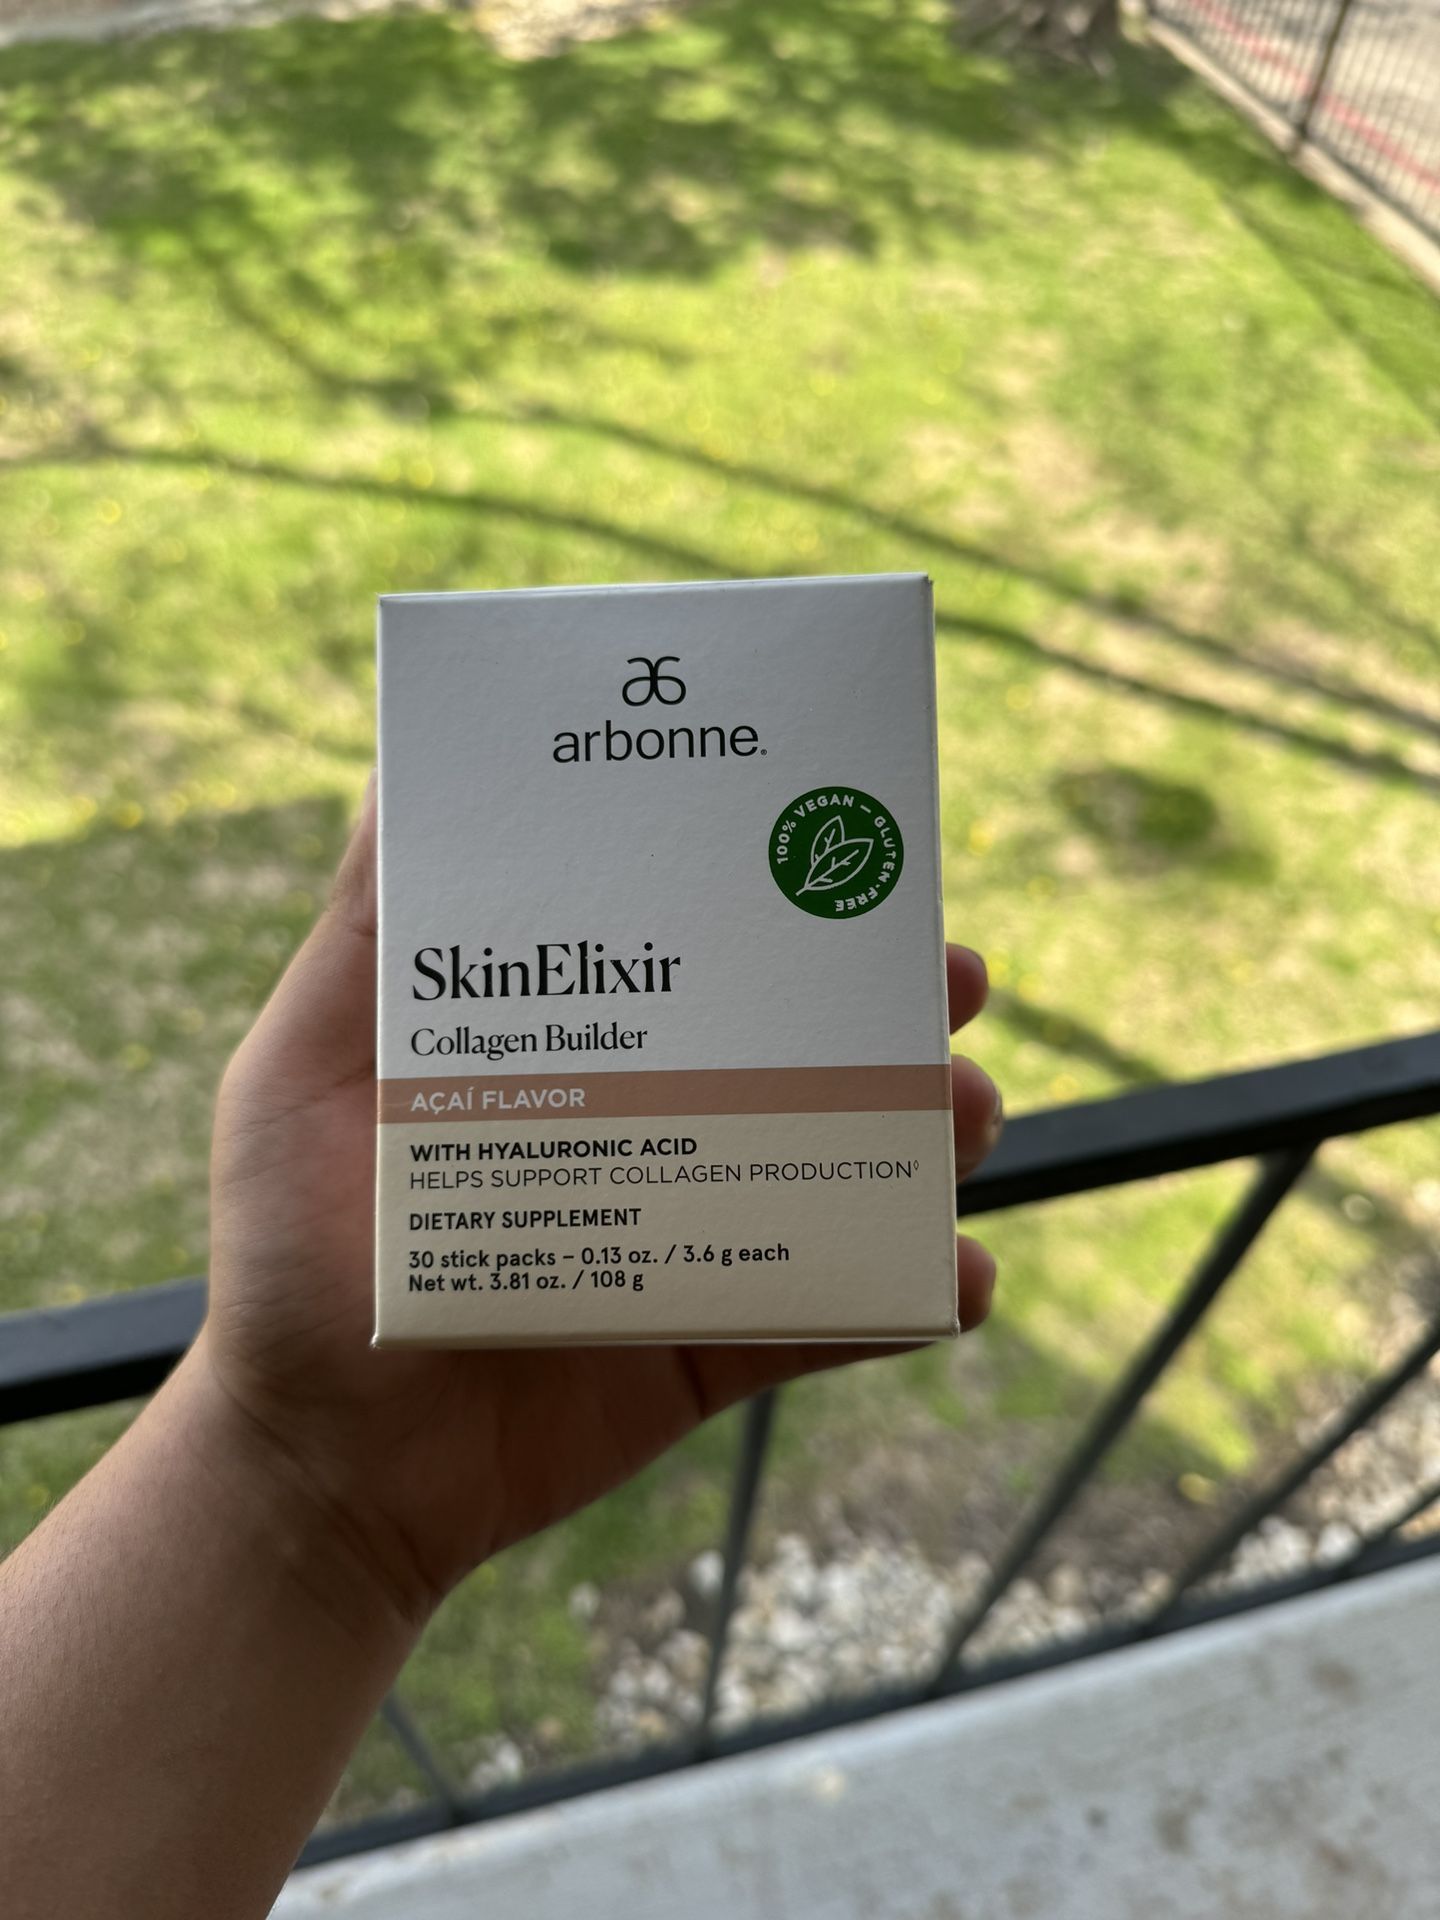 arbonne®
100% VEGAN – GLUTEN-FREE
SkinElixir
Collagen Builder
AÇAÍ FLAVOR
WITH HYALURONIC ACID
HELPS SUPPORT COLLAGEN PRODUCTION◊
DIETARY SUPPLEMENT
30 stick packs – 0.13 oz. / 3.6 g each
Net wt. 3.81 oz. / 108 g